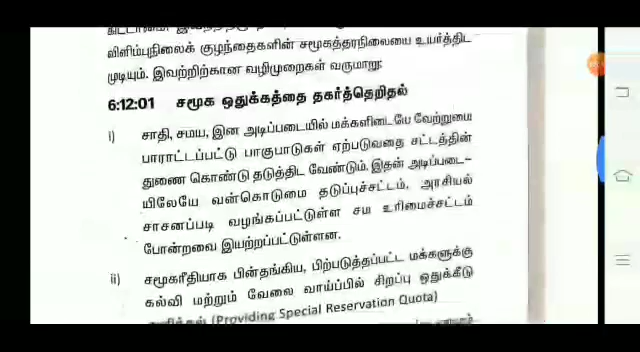 விளிம்புநிலைக் குழந்தைகளின் சமூகத்தரநிலையை உயர்த்திட
முடியும். இவற்றிற்கான வழிமுறைகள் வருமாறு:
6:12:01 சமூக ஒதுக்கத்தை தகர்த்தெறிதல்
i) சாதி, சமய, இன அடிப்படையில் மக்களிடையே வேற்றுமை
பாராட்டப்பட்டு பாகுபாடுகள் ஏற்படுவதை சட்டத்தின்
துணை கொண்டு தடுத்திட வேண்டும். இதன் அடிப்படை-
யிலேயே வன்கொடுமை தடுப்புச்சட்டம், அரசியல்
சாசனப்படி வழங்கப்பட்டுள்ள சம உரிமைச்சட்டம்
போன்றவை இயற்றப்பட்டுள்ளன.
ii) சமூகரீதியாக பின்தங்கிய, பிற்படுத்தப்பட்ட மக்களுக்கு
கல்வி மற்றும் வேலை வாய்ப்பில் சிறப்பு ஒதுக்கீடு
(Providing Special Reservation Quota)